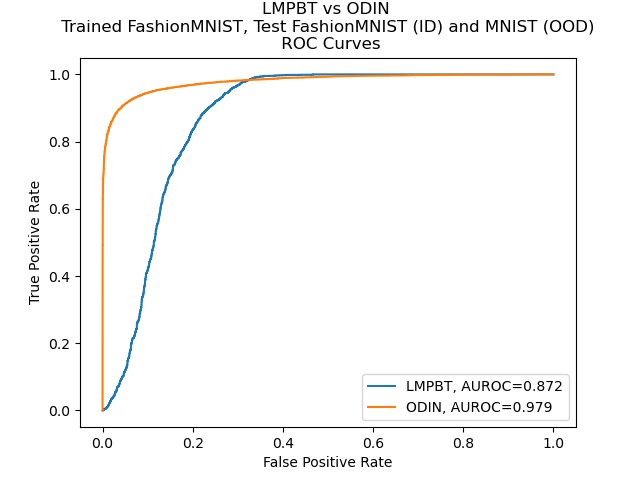 LMPBT vs ODIN
Trained FashionMNIST, Test FashionMNIST (ID) and MNIST (OOD)
ROC Curves
1.0
0.8
0.6
0.4
0.2
0.0
True Positive Rate
LMPBT, AUROC=0.872
ODIN, AUROC=0.979
0.0 0.2 0.4 0.6 0.8 1.0
False Positive Rate